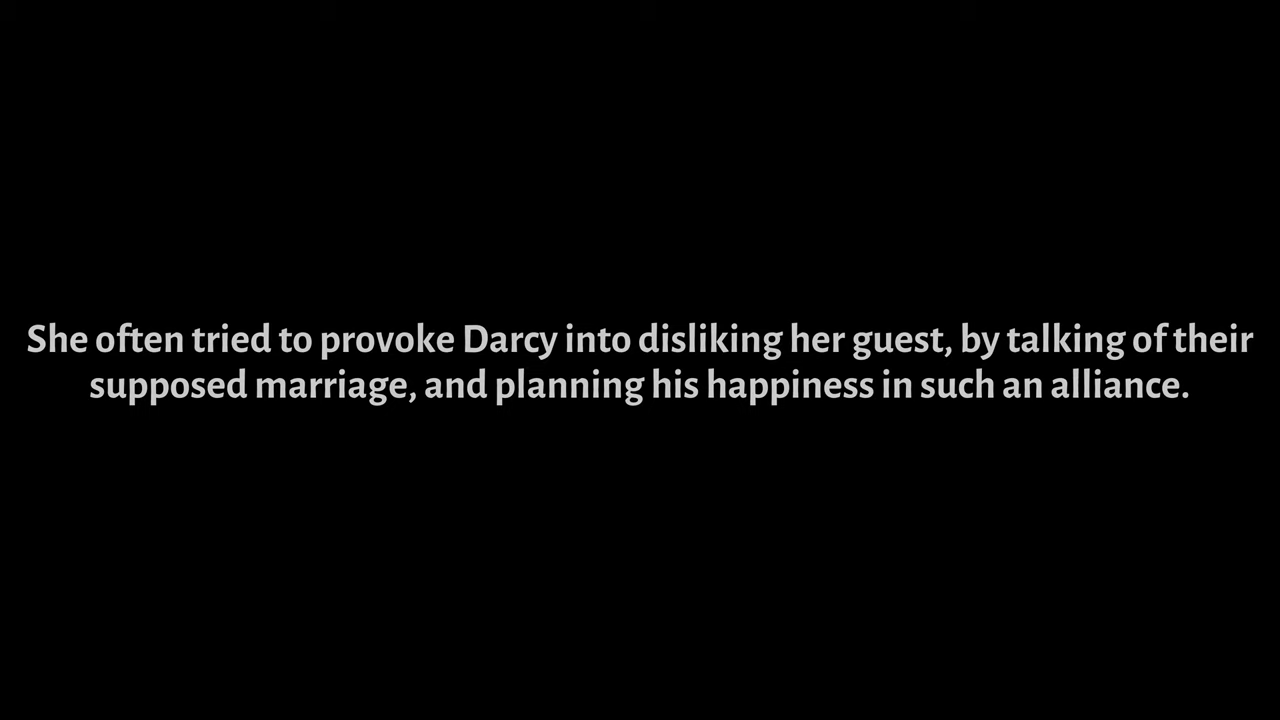 She often tried to provoke Darcy into disliking her guest, by talking of their
supposed marriage, and planning his happiness in such an alliance.